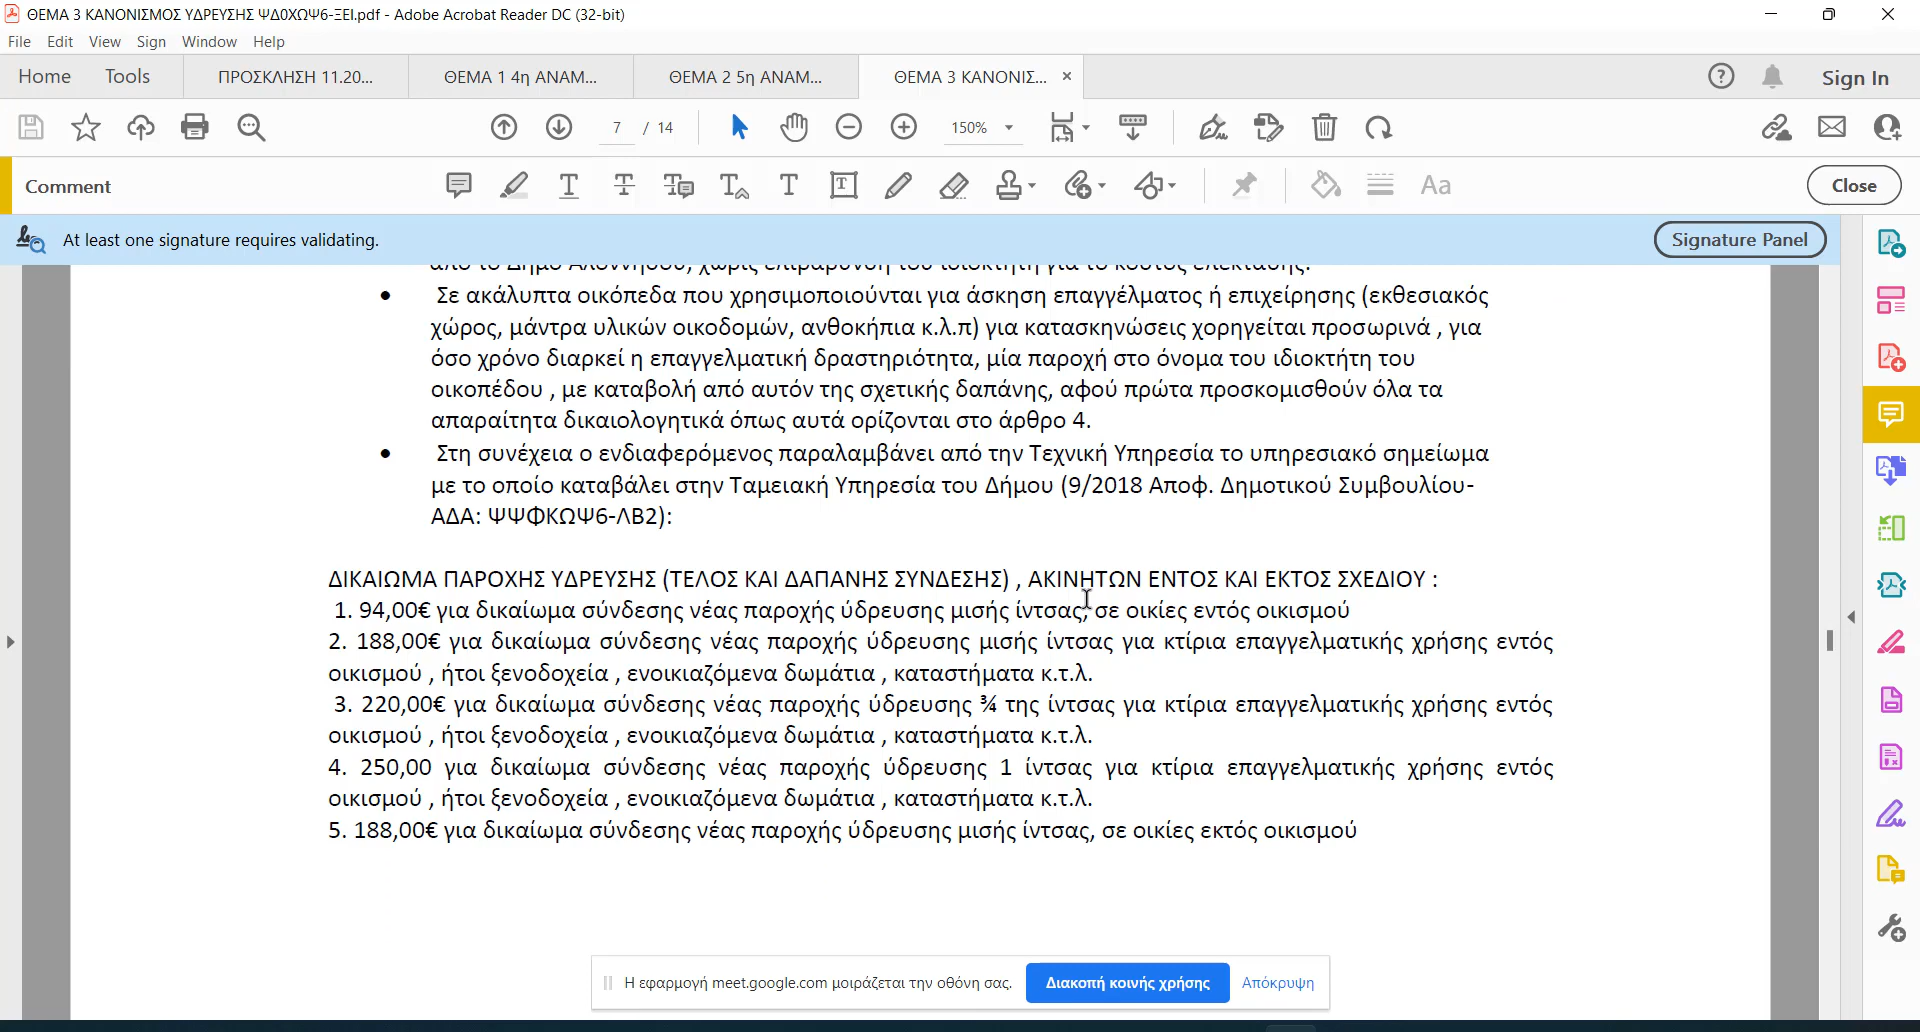 ΘΕΜΑ 3 ΚΑΝΟΝΙΣΜΟΣ ΥΔΡΕΥΣΗΣ ΨΔ0ΧΩΨ6-ΞΕΙ.pdf - Adobe Acrobat Reader DC (32-bit)
File Edit View Sign Window Help
Home Tools ΠΡΟΣΚΛΗΣΗ 11.20... ΘΕΜΑ 1 4η ΑΝΑΜ... ΘΕΜΑ 2 5η ΑΝΑΜ... ΘΕΜΑ 3 ΚΑΝΟΝΙΣ... Sign In
7 / 14 150%
Comment Aa Close
At least one signature requires validating. Signature Panel
από το Δήμο Αλοννήσου, χωρίς επιβάρυνση του ιδιοκτήτη για το κόστος επέκτασης.
• Σε ακάλυπτα οικόπεδα που χρησιμοποιούνται για άσκηση επαγγέλματος ή επιχείρησης (εκθεσιακός
χώρος, μάντρα υλικών οικοδομών, ανθοκήπια κ.λ.π) για κατασκηνώσεις χορηγείται προσωρινά , για
όσο χρόνο διαρκεί η επαγγελματική δραστηριότητα, μία παροχή στο όνομα του ιδιοκτήτη του
οικοπέδου , με καταβολή από αυτόν της σχετικής δαπάνης, αφού πρώτα προσκομισθούν όλα τα
απαραίτητα δικαιολογητικά όπως αυτά ορίζονται στο άρθρο 4.
• Στη συνέχεια ο ενδιαφερόμενος παραλαμβάνει από την Τεχνική Υπηρεσία το υπηρεσιακό σημείωμα
με το οποίο καταβάλει στην Ταμειακή Υπηρεσία του Δήμου (9/2018 Αποφ. Δημοτικού Συμβουλίου-
ΑΔΑ: ΨΨΦΚΩΨ6-ΛΒ2):
ΔΙΚΑΙΩΜΑ ΠΑΡΟΧΗΣ ΥΔΡΕΥΣΗΣ (ΤΕΛΟΣ ΚΑΙ ΔΑΠΑΝΗΣ ΣΥΝΔΕΣΗΣ) , ΑΚΙΝΗΤΩΝ ΕΝΤΟΣ ΚΑΙ ΕΚΤΟΣ ΣΧΕΔΙΟΥ :
1. 94,00€ για δικαίωμα σύνδεσης νέας παροχής ύδρευσης μισής ίντσας, σε οικίες εντός οικισμού
2. 188,00€ για δικαίωμα σύνδεσης νέας παροχής ύδρευσης μισής ίντσας για κτίρια επαγγελματικής χρήσης εντός
οικισμού , ήτοι ξενοδοχεία , ενοικιαζόμενα δωμάτια , καταστήματα κ.τ.λ.
3. 220,00€ για δικαίωμα σύνδεσης νέας παροχής ύδρευσης ¾ της ίντσας για κτίρια επαγγελματικής χρήσης εντός
οικισμού , ήτοι ξενοδοχεία , ενοικιαζόμενα δωμάτια , καταστήματα κ.τ.λ.
4. 250,00 για δικαίωμα σύνδεσης νέας παροχής ύδρευσης 1 ίντσας για κτίρια επαγγελματικής χρήσης εντός
οικισμού , ήτοι ξενοδοχεία , ενοικιαζόμενα δωμάτια , καταστήματα κ.τ.λ.
5. 188,00€ για δικαίωμα σύνδεσης νέας παροχής ύδρευσης μισής ίντσας, σε οικίες εκτός οικισμού
Η εφαρμογή meet.google.com μοιράζεται την οθόνη σας. Διακοπή κοινής χρήσης Απόκρυψη